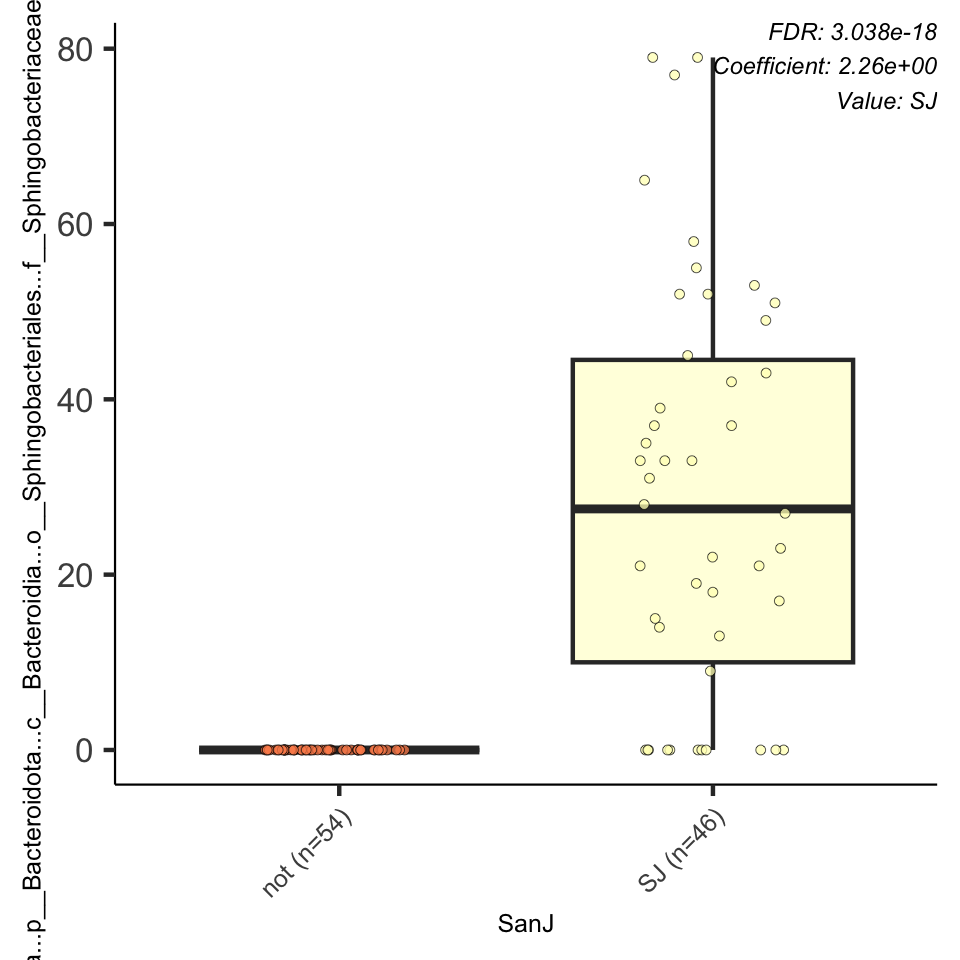 FDR: 3.038e-18
Coefficient: 2.26e+00
Value: SJ
80
60
40
20
0
a...p__Bacteroidota...c__Bacteroidia...o__Sphingobacteriales...f__Sphingobacteriaceae
not (n=54)
SJ (n=46)
SanJ